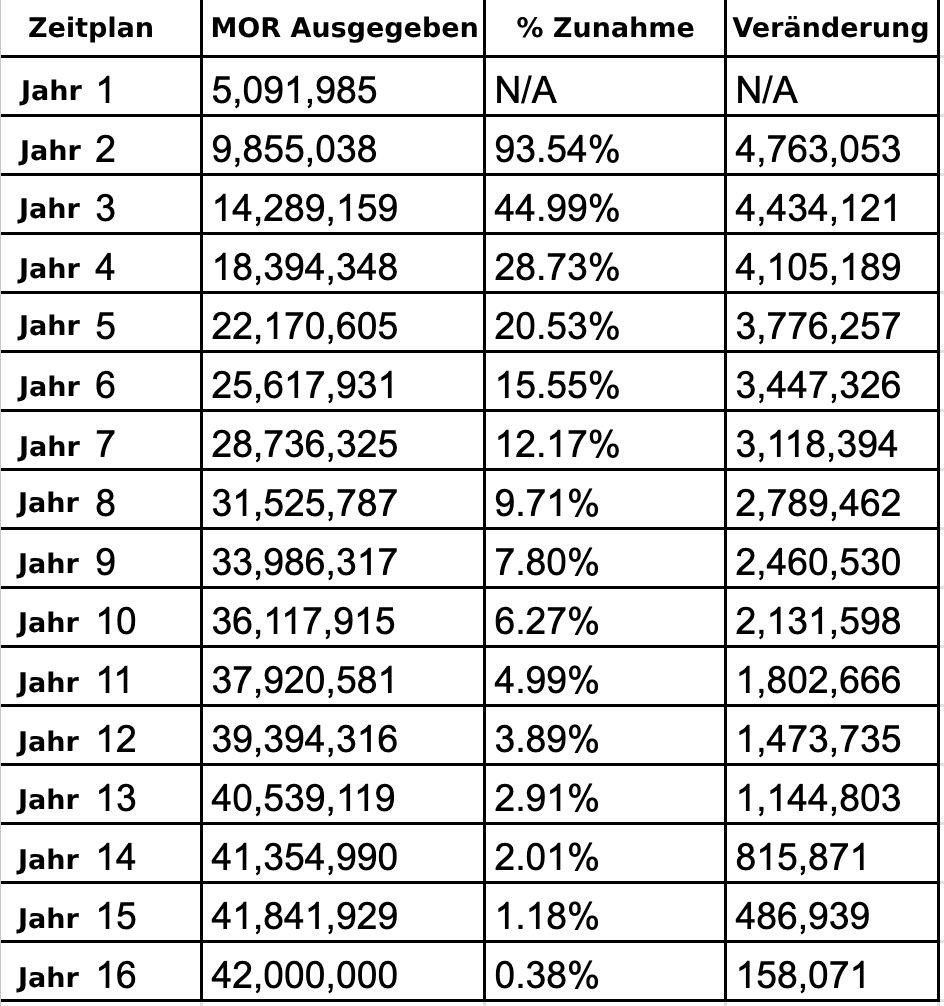 Zeitplan MOR Ausgegeben % Zunahme Veränderung
Jahr 1 5,091,985 N/A N/A
Jahr 2 9,855,038 93.54% 4,763,053
Jahr 3 14,289,159 44.99% 4,434,121
Jahr 4 18,394,348 28.73% 4,105,189
Jahr 5 22,170,605 20.53% 3,776,257
Jahr 6 25,617,931 15.55% 3,447,326
Jahr 7 28,736,325 12.17% 3,118,394
Jahr 8 31,525,787 9.71% 2,789,462
Jahr 9 33,986,317 7.80% 2,460,530
Jahr 10 36,117,915 6.27% 2,131,598
Jahr 11 37,920,581 4.99% 1,802,666
Jahr 12 39,394,316 3.89% 1,473,735
Jahr 13 40,539,119 2.91% 1,144,803
Jahr 14 41,354,990 2.01% 815,871
Jahr 15 41,841,929 1.18% 486,939
Jahr 16 42,000,000 0.38% 158,071